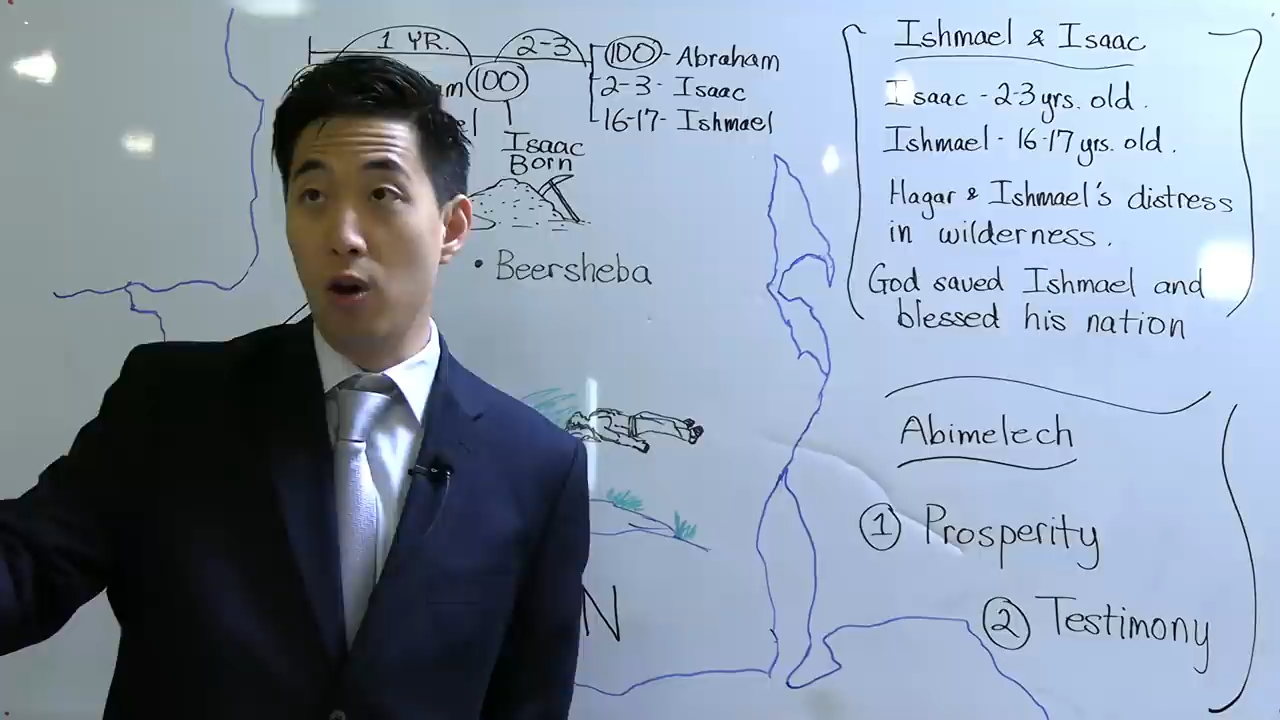 1 YR.
2-3
100 - Abraham
100
2-3 - Isaac
16-17 - Ishmael
Isaac
Born
• Beersheba
N
Ishmael & Isaac
Isaac - 2-3 yrs. old.
Ishmael - 16-17 yrs. old.
Hagar & Ishmael's distress
in wilderness.
God saved Ishmael and
blessed his nation
Abimelech
① Prosperity
② Testimony